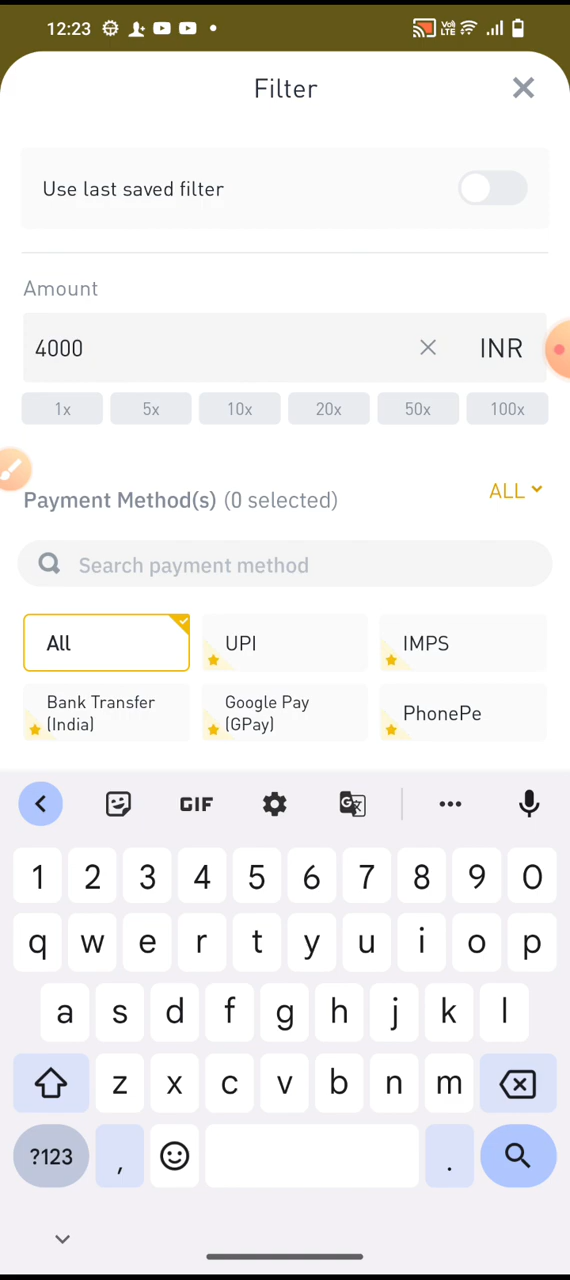 12:23
Vo) LTE
Filter
Use last saved filter
Amount
4000 INR
1x 5x 10x 20x 50x 100x
Payment Method(s) (0 selected) ALL
Search payment method
All UPI IMPS
Bank Transfer (India) Google Pay (GPay) PhonePe
GIF
1 2 3 4 5 6 7 8 9 0
q w e r t y u i o p
a s d f g h j k l
z x c v b n m
?123 , .